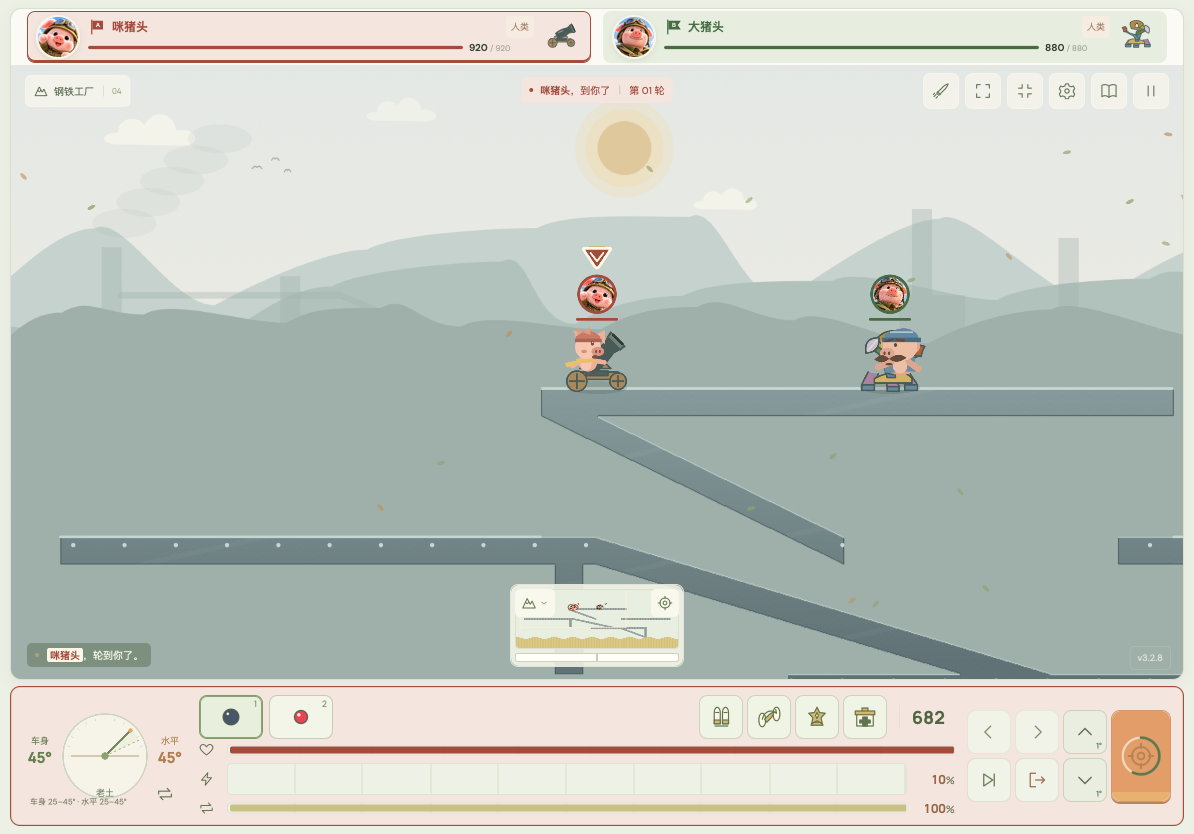 A 咪猪头 人类
920 / 920
B 大猪头 人类
880 / 880
钢铁工厂 04
咪猪头，到你了 第 01 轮
咪猪头，轮到你了。
v3.2.8
1
2
682
车身
45°
水平
45°
老土
车身 25–45° · 水平 25–45°
10%
100%
1°
1°